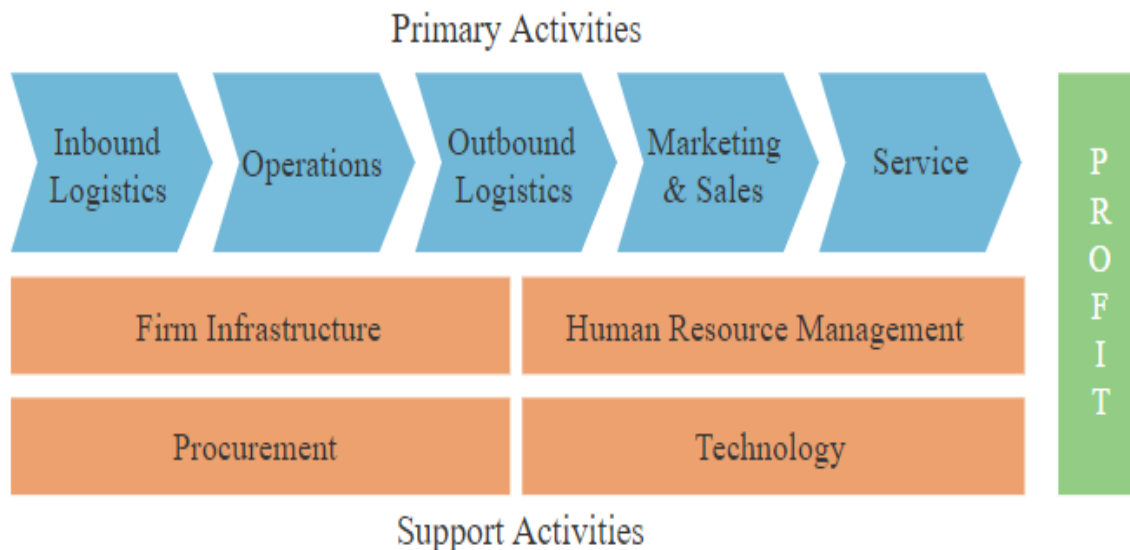 Primary Activities
Inbound
Logistics
Operations
Outbound
Logistics
Marketing
& Sales
Service
Firm Infrastructure
Human Resource Management
Procurement
Technology
Support Activities
P
R
O
F
I
T